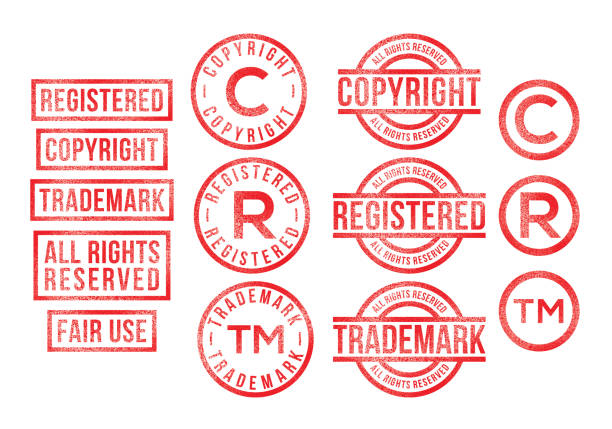 REGISTERED
COPYRIGHT
TRADEMARK
ALL RIGHTS
RESERVED
FAIR USE
COPYRIGHT
C
COPYRIGHT
REGISTERED
R
REGISTERED
TRADEMARK
TM
TRADEMARK
ALL RIGHTS RESERVED
COPYRIGHT
ALL RIGHTS RESERVED
ALL RIGHTS RESERVED
REGISTERED
ALL RIGHTS RESERVED
ALL RIGHTS RESERVED
TRADEMARK
ALL RIGHTS RESERVED
C
R
TM